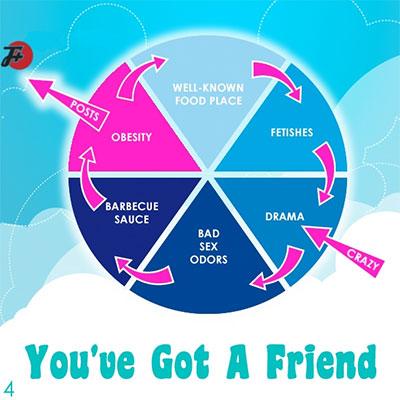 F+
POSTS
WELL-KNOWN
FOOD PLACE
FETISHES
DRAMA
CRAZY
BAD
SEX
ODORS
BARBECUE
SAUCE
OBESITY
You've Got A Friend
4